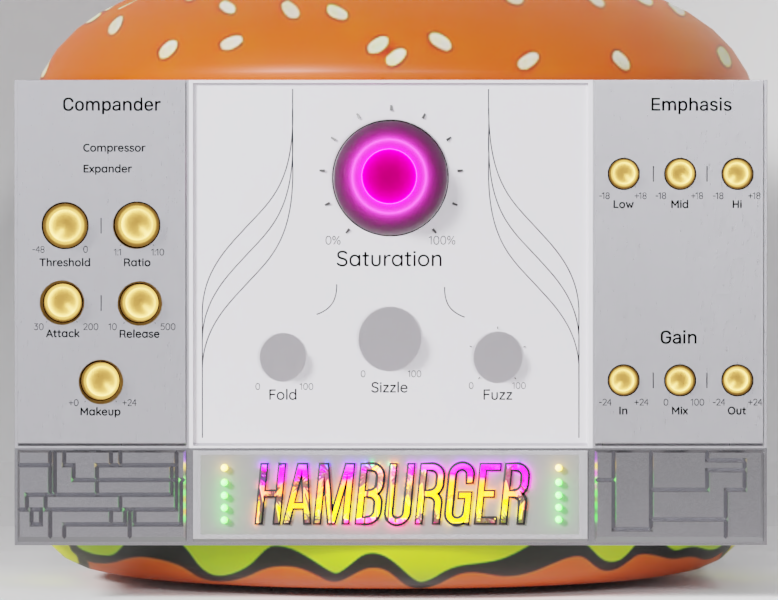 Compander
Compressor
Expander
-48 0
1:1 1:10
Threshold
Ratio
30 200
10 500
Attack
Release
+0 +24
Makeup
0% 100%
Saturation
0 100
Fold
0 100
Sizzle
0 100
Fuzz
Emphasis
-18 +18
-18 +18
-18 +18
Low
Mid
Hi
Gain
-24 +24
0 100
-24 +24
In
Mix
Out
HAMBURGER